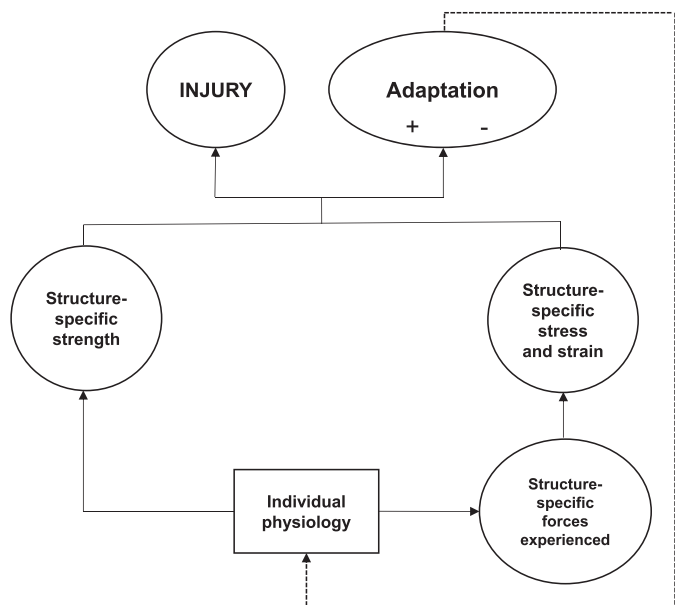 INJURY
Adaptation
+ -
Structure-
specific
strength
Structure-
specific
stress
and strain
Individual
physiology
Structure-
specific
forces
experienced